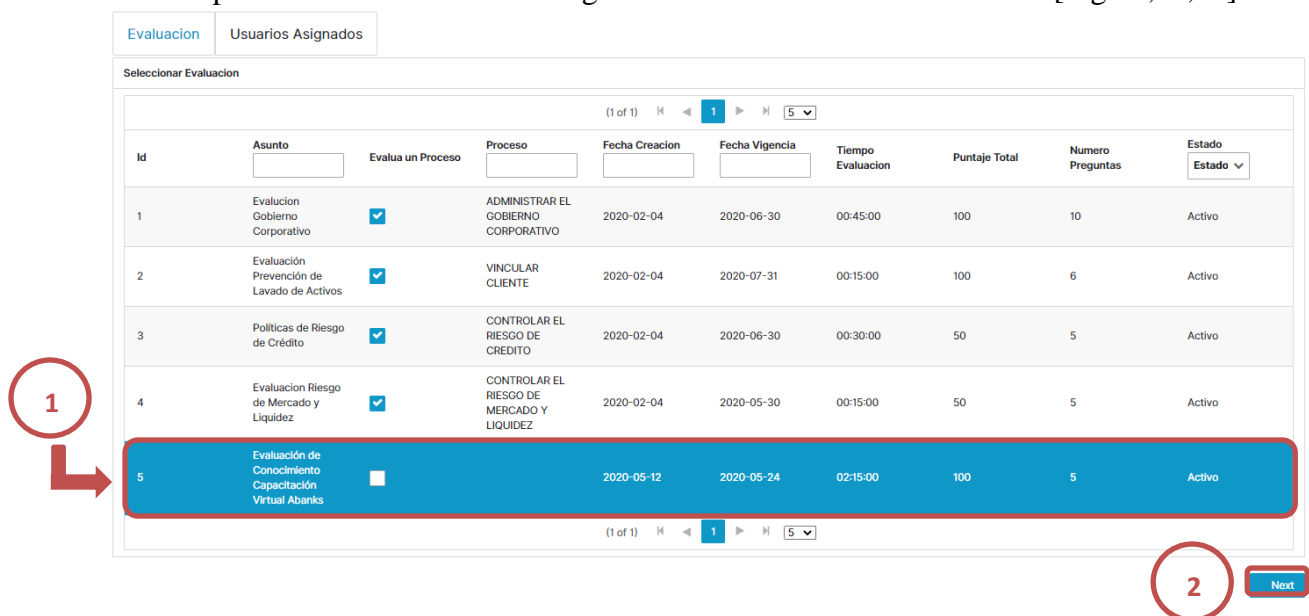 Evaluacion Usuarios Asignados
Seleccionar Evaluacion
(1 of 1) 1 5
Id Asunto Evalua un Proceso Proceso Fecha Creacion Fecha Vigencia Tiempo Evaluacion Puntaje Total Numero Preguntas Estado
Estado
1 Evalucion Gobierno Corporativo ADMINISTRAR EL GOBIERNO CORPORATIVO 2020-02-04 2020-06-30 00:45:00 100 10 Activo
2 Evaluación Prevención de Lavado de Activos VINCULAR CLIENTE 2020-02-04 2020-07-31 00:15:00 100 6 Activo
3 Políticas de Riesgo de Crédito CONTROLAR EL RIESGO DE CREDITO 2020-02-04 2020-06-30 00:30:00 50 5 Activo
4 Evaluacion Riesgo de Mercado y Liquidez CONTROLAR EL RIESGO DE MERCADO Y LIQUIDEZ 2020-02-04 2020-05-30 00:15:00 50 5 Activo
1
5 Evaluación de Conocimiento Capacitación Virtual Abanks 2020-05-12 2020-05-24 02:15:00 100 5 Activo
(1 of 1) 1 5
2 Next